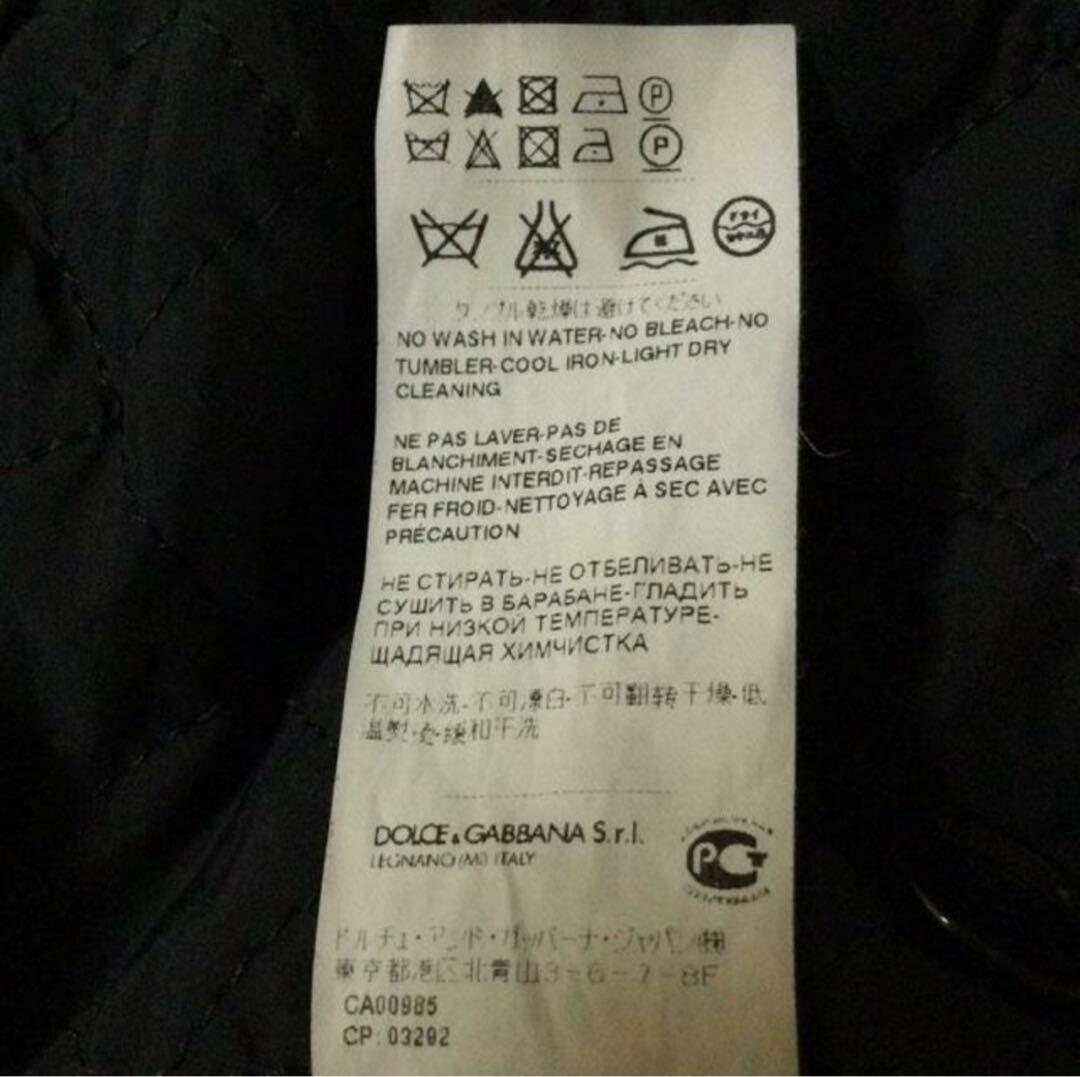 P
P
ドライ
タンブル乾燥は避けてください
NO WASH IN WATER-NO BLEACH-NO
TUMBLER-COOL IRON-LIGHT DRY
CLEANING
NE PAS LAVER-PAS DE
BLANCHIMENT-SECHAGE EN
MACHINE INTERDIT-REPASSAGE
FER FROID-NETTOYAGE À SEC AVEC
PRÉCAUTION
НЕ СТИРАТЬ-НЕ ОТБЕЛИВАТЬ-НЕ
СУШИТЬ В БАРАБАНЕ-ГЛАДИТЬ
ПРИ НИЗКОЙ ТЕМПЕРАТУРЕ-
ЩАДЯЩАЯ ХИМЧИСТКА
不可水洗-不可漂白-不可翻转干燥-低
温熨烫-缓和干洗
DOLCE & GABBANA S.r.l.
LEGNANO (MI) ITALY
PCT
ドルチェ・アンド・ガッバーナ・ジャパン㈱
東京都港区北青山3-6-7-8F
CA00985
CP: 03292